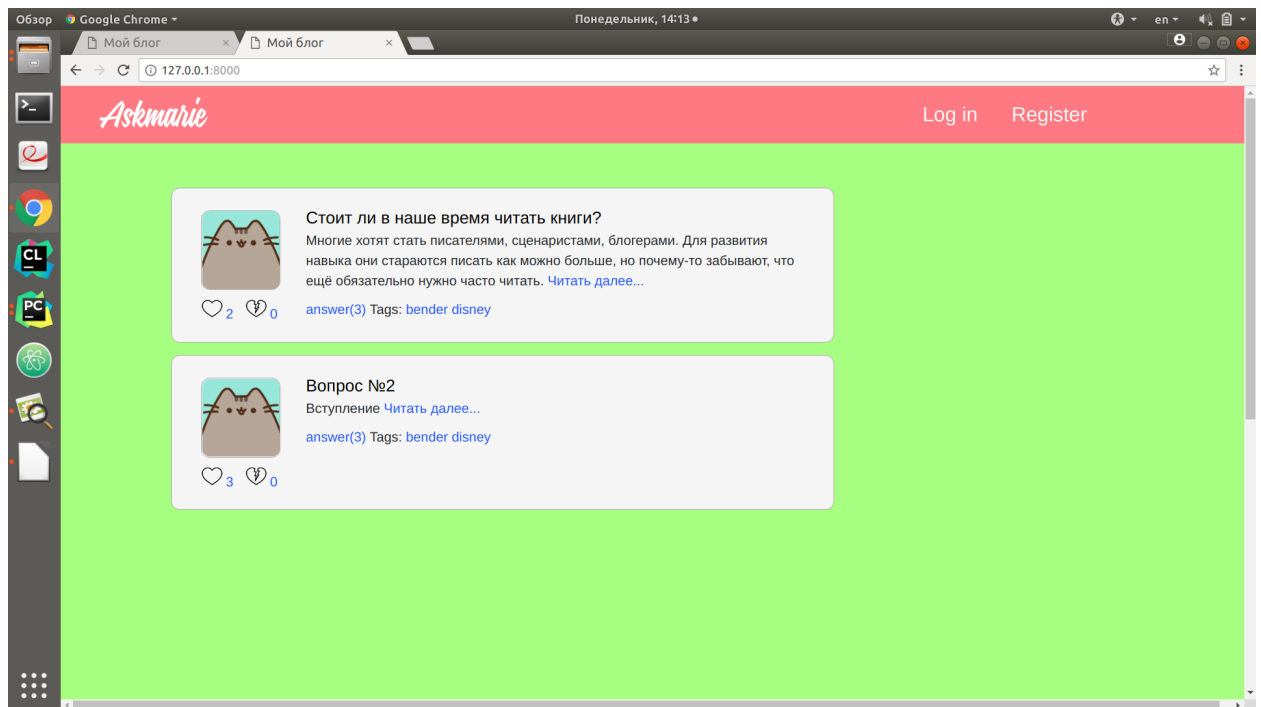 Обзор Google Chrome Понедельник, 14:13 en
Мой блог × Мой блог ×
127.0.0.1:8000
Askmarie Log in Register
Стоит ли в наше время читать книги?
Многие хотят стать писателями, сценаристами, блогерами. Для развития
навыка они стараются писать как можно больше, но почему-то забывают, что
ещё обязательно нужно часто читать. Читать далее...
2 0 answer(3) Tags: bender disney
Вопрос №2
Вступление Читать далее...
answer(3) Tags: bender disney
3 0
>_
CL
PC